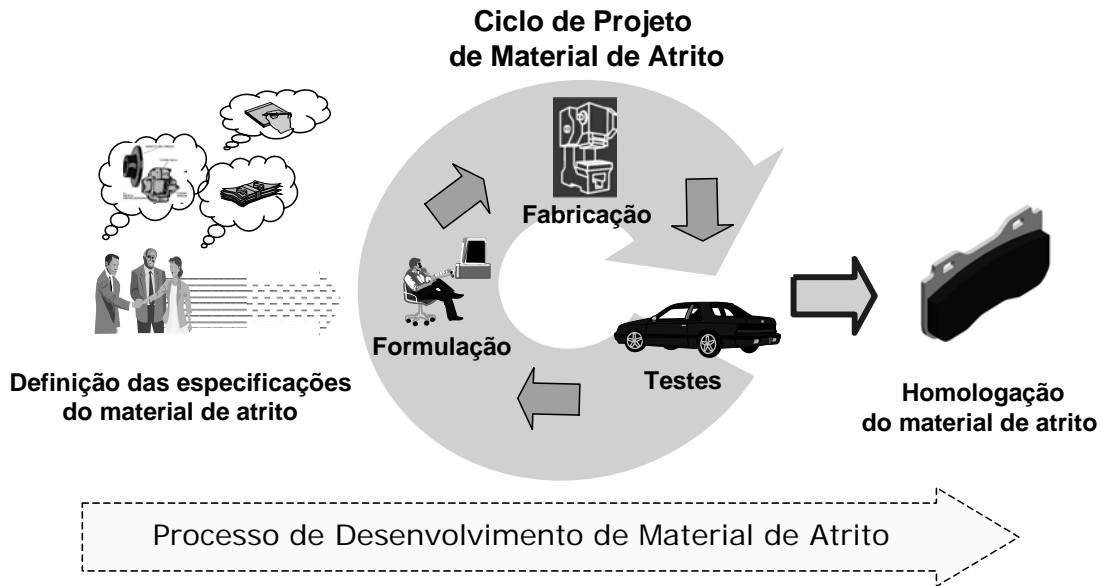 Ciclo de Projeto
de Material de Atrito
Fabricação
Formulação
Testes
Definição das especificações
do material de atrito
Homologação
do material de atrito
Processo de Desenvolvimento de Material de Atrito